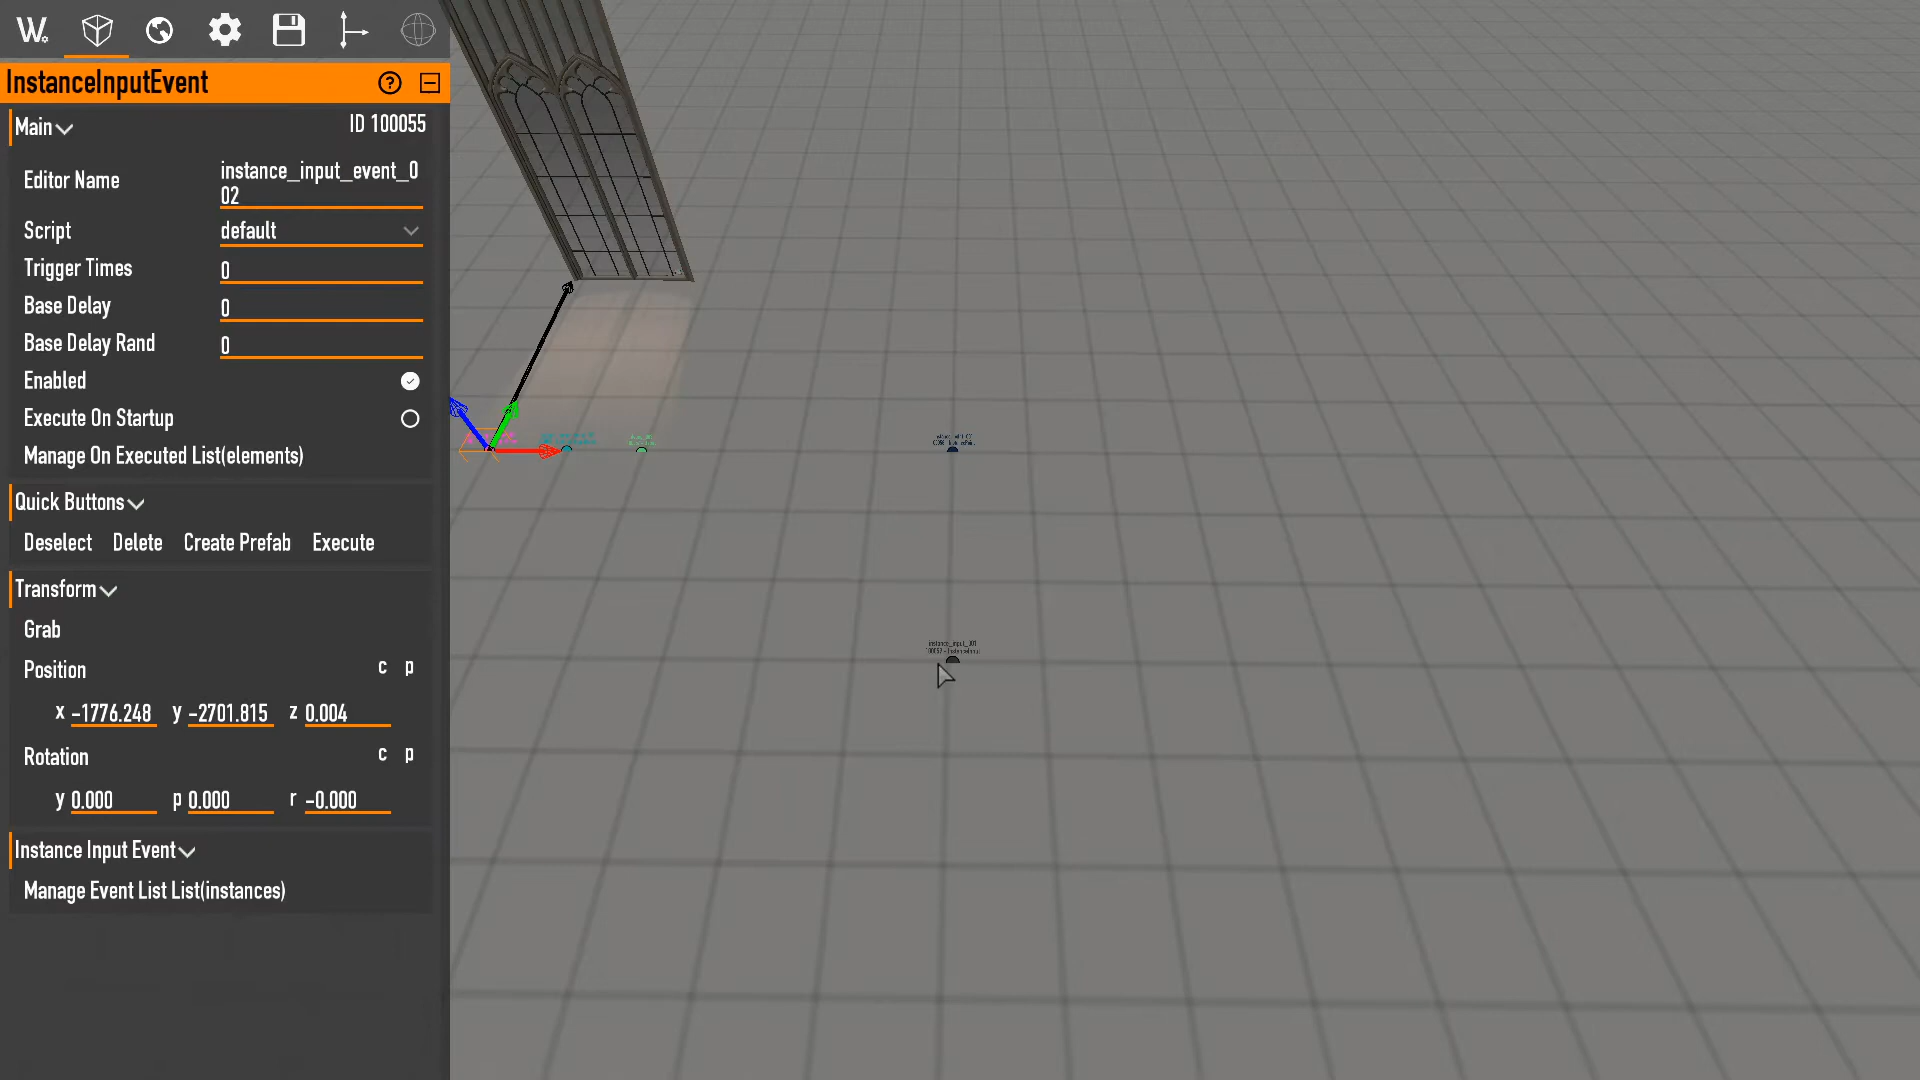 W.
InstanceInputEvent
Main
ID 100055
Editor Name
instance_input_event_0
02
Script
default
Trigger Times
0
Base Delay
0
Base Delay Rand
0
Enabled
Execute On Startup
Manage On Executed List(elements)
Quick Buttons
Deselect Delete Create Prefab Execute
Transform
Grab
Position
c p
x -1776.248 y -2701.815 z 0.004
Rotation
c p
y 0.000 p 0.000 r -0.000
Instance Input Event
Manage Event List List(instances)
instance_input_001